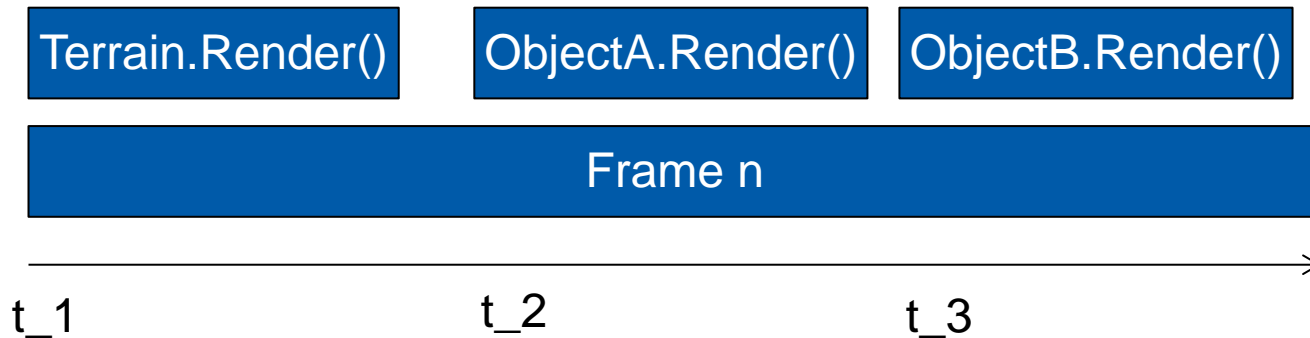 Terrain.Render() ObjectA.Render() ObjectB.Render()
Frame n
t_1 t_2 t_3